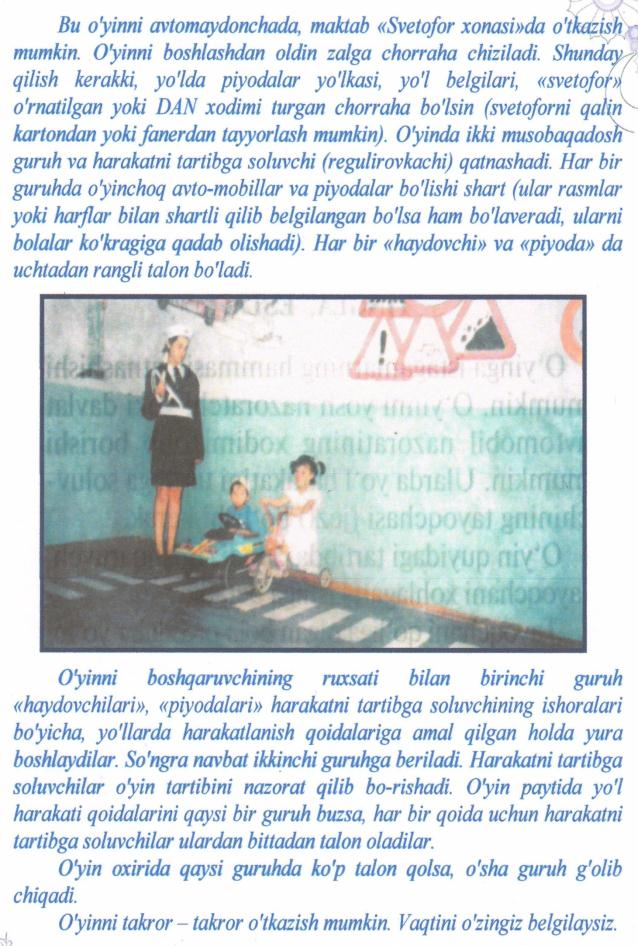 Bu o'yinni avtomaydonchada, maktab «Svetofor xonasi»da o'tkazish
mumkin. O'yinni boshlashdan oldin zalga chorraha chiziladi. Shunday
qilish kerakki, yo'lda piyodalar yo'lkasi, yo'l belgilari, «svetofor»
o'rnatilgan yoki DAN xodimi turgan chorraha bo'lsin (svetoforni qalin
kartondan yoki fanerdan tayyorlash mumkin). O'yinda ikki musobaqadosh
guruh va harakatni tartibga soluvchi (regulirovkachi) qatnashadi. Har bir
guruhda o'yinchoq avto-mobillar va piyodalar bo'lishi shart (ular rasmlar
yoki harflar bilan shartli qilib belgilangan bo'lsa ham bo'laveradi, ularni
bolalar ko'kragiga qadab olishadi). Har bir «haydovchi» va «piyoda» da
uchtadan rangli talon bo'ladi.
O'yinni boshqaruvchining ruxsati bilan birinchi guruh
«haydovchilari», «piyodalari» harakatni tartibga soluvchining ishoralari
bo'yicha, yo'llarda harakatlanish qoidalariga amal qilgan holda yura
boshlaydilar. So'ngra navbat ikkinchi guruhga beriladi. Harakatni tartibga
soluvchilar o'yin tartibini nazorat qilib bo-rishadi. O'yin paytida yo'l
harakati qoidalarini qaysi bir guruh buzsa, har bir qoida uchun harakatni
tartibga soluvchilar ulardan bittadan talon oladilar.
O'yin oxirida qaysi guruhda ko'p talon qolsa, o'sha guruh g'olib
chiqadi.
O'yinni takror – takror o'tkazish mumkin. Vaqtini o'zingiz belgilaysiz.